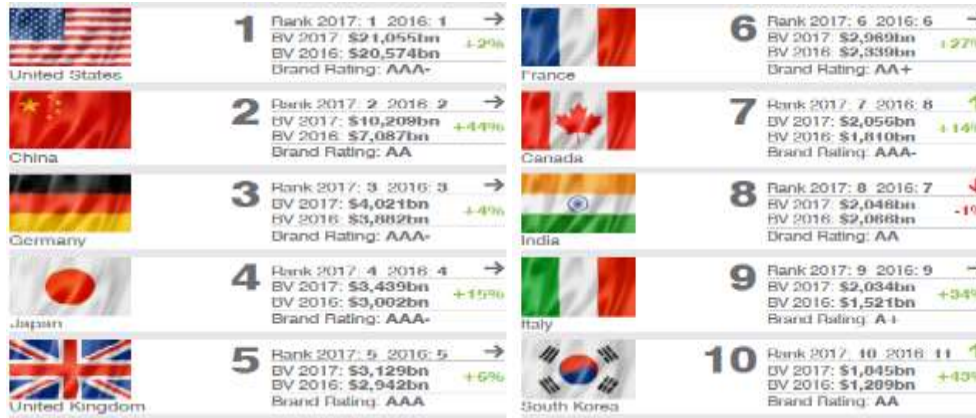 1
Rank 2017: 1 2016: 1
BV 2017: $21,055bn
BV 2016: $20,574bn
+2%
Brand Rating: AAA-
United States
2
Rank 2017: 2 2016: 2
BV 2017: $10,209bn
BV 2016: $7,087bn
+44%
Brand Rating: AA
China
3
Rank 2017: 3 2016: 3
BV 2017: $4,021bn
BV 2016: $3,882bn
+4%
Brand Rating: AAA-
Germany
4
Rank 2017: 4 2016: 4
BV 2017: $3,439bn
BV 2016: $3,002bn
+15%
Brand Rating: AAA-
Japan
5
Rank 2017: 5 2016: 5
BV 2017: $3,129bn
BV 2016: $2,942bn
+6%
Brand Rating: AAA
United Kingdom
6
Rank 2017: 6 2016: 6
BV 2017: $2,969bn
BV 2016: $2,339bn
+27%
Brand Rating: AA+
France
7
Rank 2017: 7 2016: 8
BV 2017: $2,056bn
BV 2016: $1,810bn
+14%
Brand Rating: AAA-
Canada
8
Rank 2017: 8 2016: 7
BV 2017: $2,046bn
BV 2016: $2,066bn
-1%
Brand Rating: AA
India
9
Rank 2017: 9 2016: 9
BV 2017: $2,034bn
BV 2016: $1,521bn
+34%
Brand Rating: A+
Italy
10
Rank 2017: 10 2016: 11
BV 2017: $1,845bn
BV 2016: $1,289bn
+43%
Brand Rating: AA
South Korea